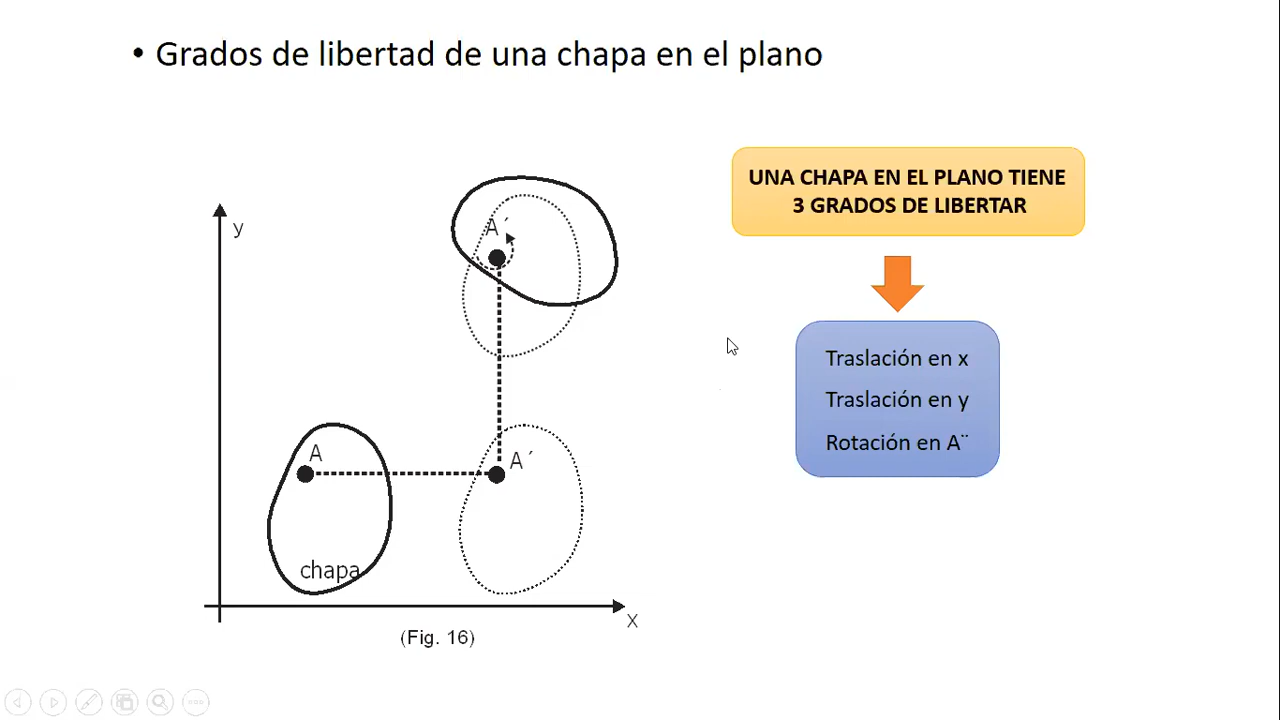 • Grados de libertad de una chapa en el plano
UNA CHAPA EN EL PLANO TIENE
3 GRADOS DE LIBERTAR
Traslación en x
Traslación en y
Rotación en A¨
y
A´
A
A´
chapa
X
(Fig. 16)